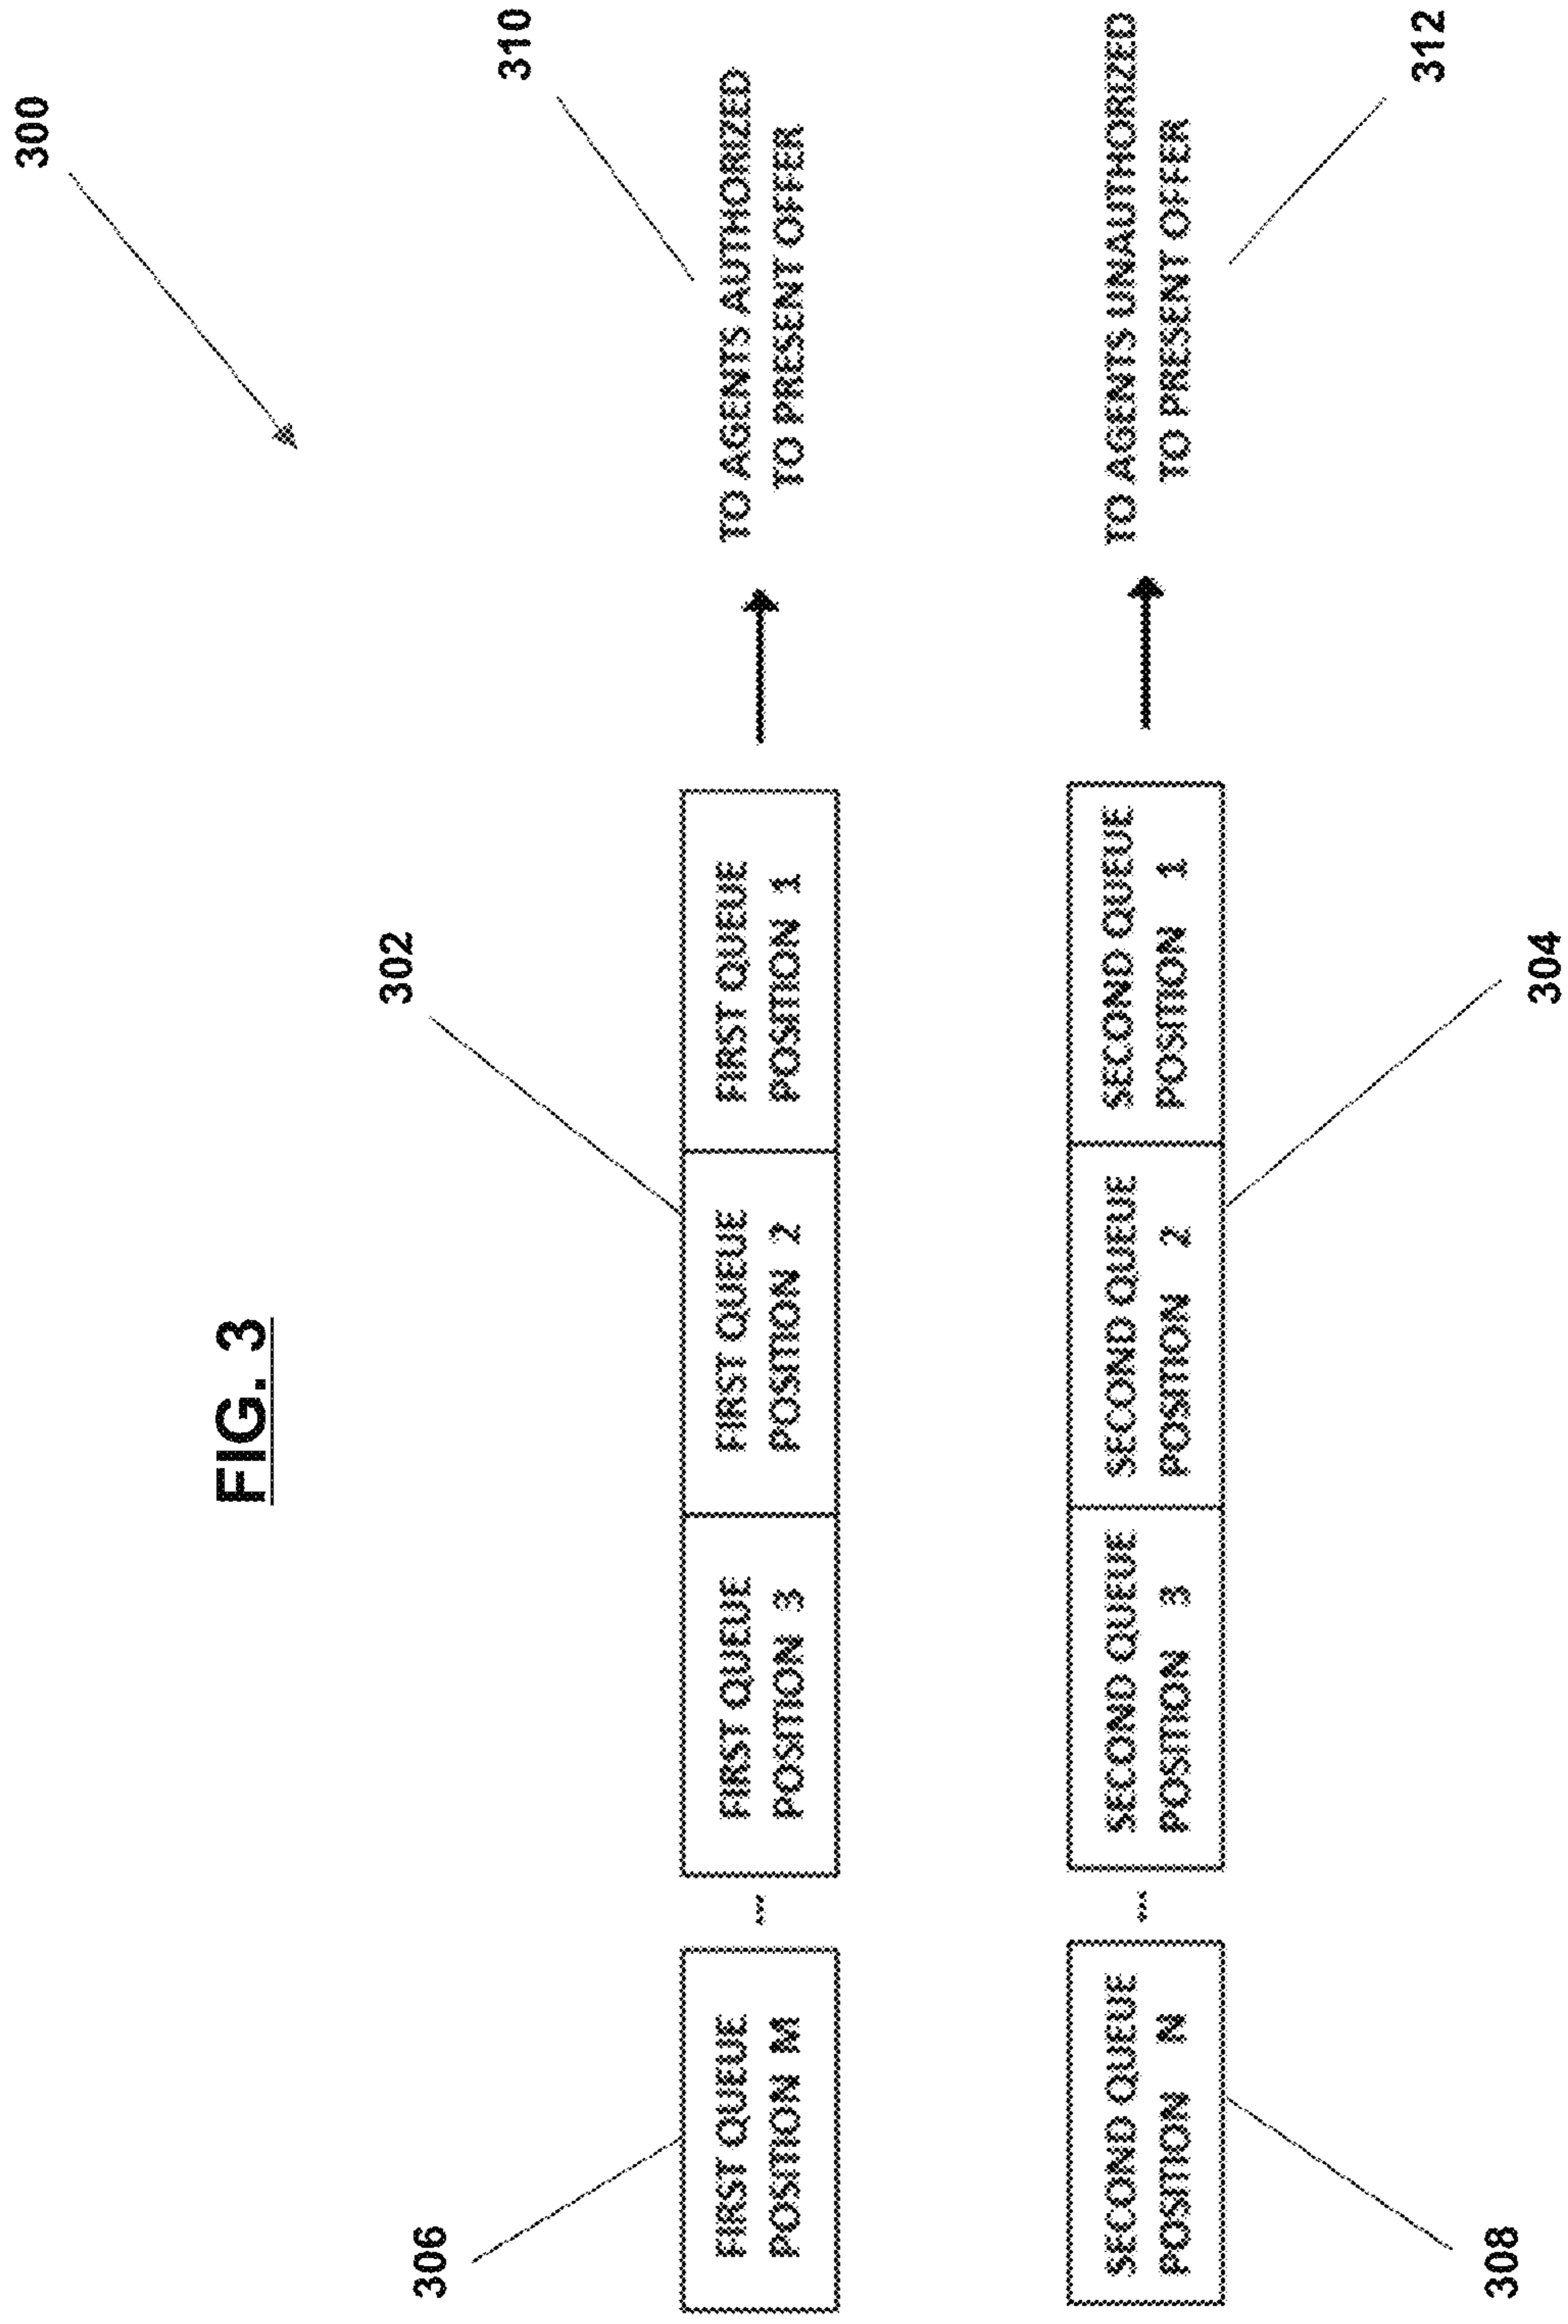 FIG. 3
300
302
310
306
FIRST QUEUE
POSITION M
...
FIRST QUEUE
POSITION 3
FIRST QUEUE
POSITION 2
FIRST QUEUE
POSITION 1
TO AGENTS AUTHORIZED
TO PRESENT OFFER
SECOND QUEUE
POSITION N
...
SECOND QUEUE
POSITION 3
SECOND QUEUE
POSITION 2
SECOND QUEUE
POSITION 1
TO AGENTS UNAUTHORIZED
TO PRESENT OFFER
308
304
312